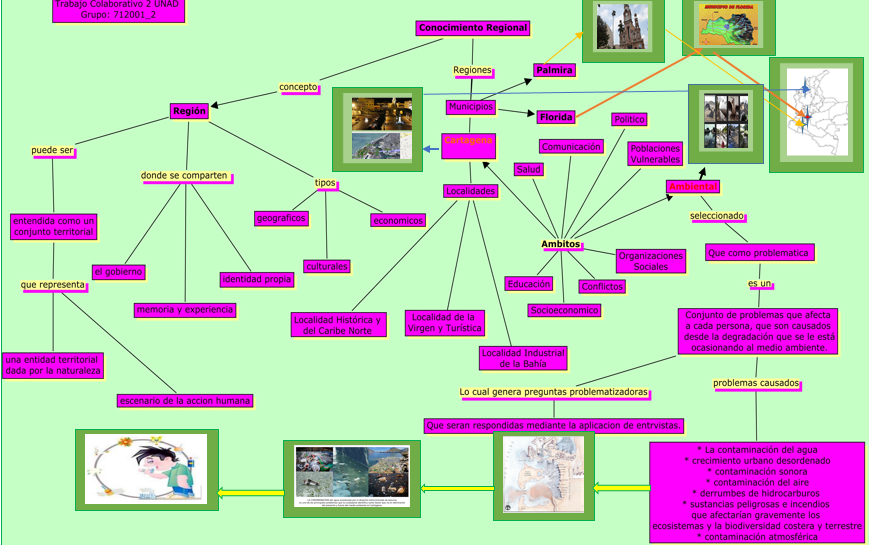 Trabajo Colaborativo 2 UNAD
Grupo: 712001_2
Conocimiento Regional
MUNICIPIO DE FLORIDA
Regiones
Palmira
concepto
Región
Municipios
Florida
Politico
puede ser
Cartagena
Comunicación
Poblaciones
Vulnerables
donde se comparten
Salud
tipos
Ambiental
Localidades
seleccionado
entendida como un
conjunto territorial
geograficos
economicos
Ambitos
Que como problematica
Organizaciones
Sociales
el gobierno
identidad propia
culturales
que representa
Educación
Conflictos
es un
memoria y experiencia
Socioeconomico
Localidad Histórica y
del Caribe Norte
Localidad de la
Virgen y Turística
Conjunto de problemas que afecta
a cada persona, que son causados
desde la degradación que se le está
ocasionando al medio ambiente.
Localidad Industrial
de la Bahía
una entidad territorial
dada por la naturaleza
problemas causados
Lo cual genera preguntas problematizadoras
escenario de la accion humana
Que seran respondidas mediante la aplicacion de entrvistas.
* La contaminación del agua
* crecimiento urbano desordenado
* contaminación sonora
* contaminación del aire
* derrumbes de hidrocarburos
* sustancias peligrosas e incendios
que afectarían gravemente los
ecosistemas y la biodiversidad costera y terrestre
* contaminación atmosférica